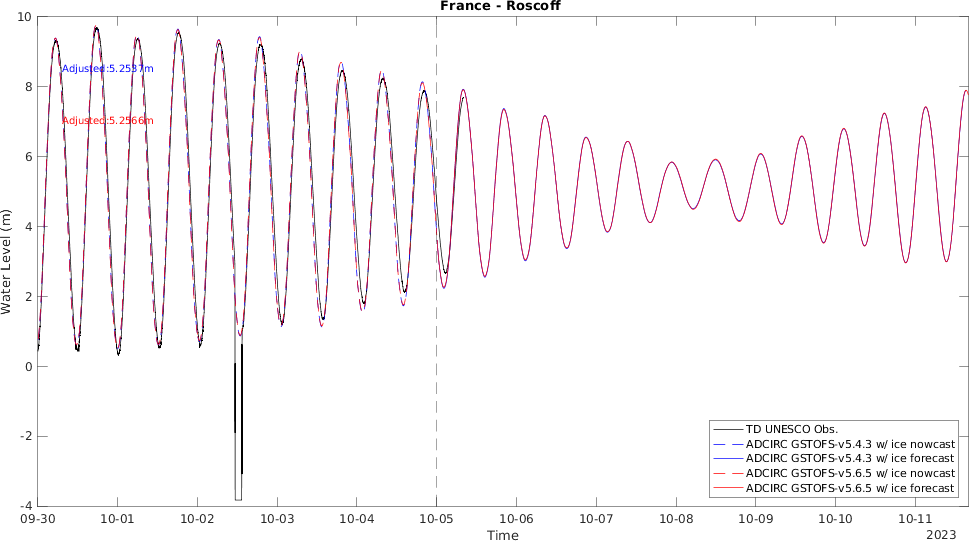 France - Roscoff
10
8
6
4
2
0
-2
-4
Water Level (m)
Adjusted:5.2537m
Adjusted:5.2566m
TD UNESCO Obs.
ADCIRC GSTOFS-v5.4.3 w/ ice nowcast
ADCIRC GSTOFS-v5.4.3 w/ ice forecast
ADCIRC GSTOFS-v5.6.5 w/ ice nowcast
ADCIRC GSTOFS-v5.6.5 w/ ice forecast
09-30 10-01 10-02 10-03 10-04 10-05 10-06 10-07 10-08 10-09 10-10 10-11
Time
2023